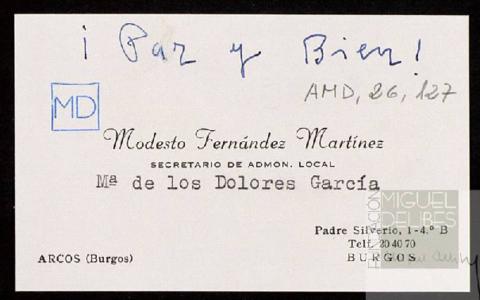 ¡Paz y Bien!
AMD, 26, 127
MD
Modesto Fernández Martínez
SECRETARIO DE ADMON. LOCAL
Mª de los Dolores García
Padre Silverio, 1-4.º B
Telf. 20 40 70
ARCOS (Burgos)
BURGOS
FUNDACIÓN
MIGUEL
DELIBES